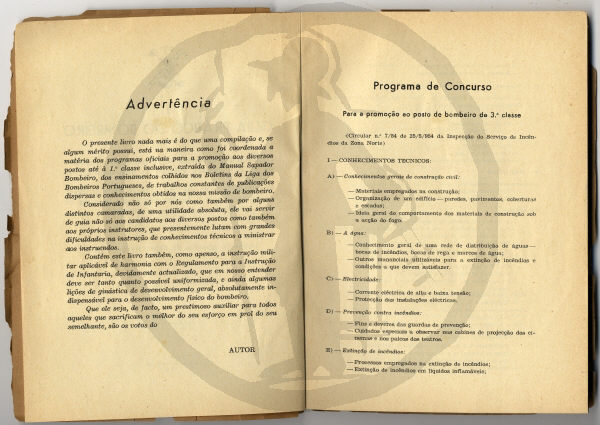 Advertência
O presente livro nada mais é do que uma compilação e, se
algum mérito possui, está na maneira como foi coordenada a
matéria dos programas oficiais para a promoção aos diversos
postos até à 1.ª classe inclusive, extraída do Manual Sapador
Bombeiro, dos ensinamentos colhidos nos Boletins da Liga dos
Bombeiros Portugueses, de trabalhos constantes de publicações
dispersas e conhecimentos obtidos na nossa missão de bombeiro.
Considerado não só por nós como também por alguns
distintos camaradas, de uma utilidade absoluta, ele vai servir
de guia não só aos candidatos aos diversos postos como também
aos próprios instrutores, que presentemente lutam com grandes
dificuldades na instrução de conhecimentos técnicos a ministrar
aos instruendos.
Contém este livro também, como apenso, a instrução mili-
tar aplicável de harmonia com o Regulamento para a Instrução
de Infantaria, devidamente actualizado, que em nosso entender
deve ser tanto quanto possível uniformizada, e ainda algumas
lições de ginástica de desenvolvimento geral, absolutamente in-
dispensável para o desenvolvimento físico do bombeiro.
Que ele seja, de facto, um prestimoso auxiliar para todos
aqueles que sacrificam o melhor do seu esforço em prol do seu
semelhante, são os votos do
AUTOR
Programa de Concurso
Para a promoção ao posto de bombeiro de 3.ª classe
(Circular n.º 7/54 de 25/5/954 da Inspecção do Serviço de Incên-
dios da Zona Norte)
I — CONHECIMENTOS TÉCNICOS:
A) — Conhecimentos gerais de construção civil:
— Materiais empregados na construção;
— Organização de um edifício — paredes, pavimentos, coberturas
e escadas;
— Ideia geral do comportamento dos materiais de construção sob
a acção do fogo.
B) — A água:
— Conhecimento geral de uma rede de distribuição de águas —
bocas de incêndios, bocas de rega e marcos de água;
— Outros mananciais utilizáveis para a extinção de incêndios e
condições a que devem satisfazer.
C) — Electricidade:
— Corrente eléctrica de alta e baixa tensão;
— Protecção das instalações eléctricas.
D) — Prevenção contra incêndios:
— Fins e deveres das guardas de prevenção;
— Cuidados especiais a observar nas cabines de projecção das ci-
nemas e nos palcos dos teatros.
E) — Extinção de incêndios:
— Processos empregados na extinção de incêndios;
— Extinção de incêndios em líquidos inflamáveis;